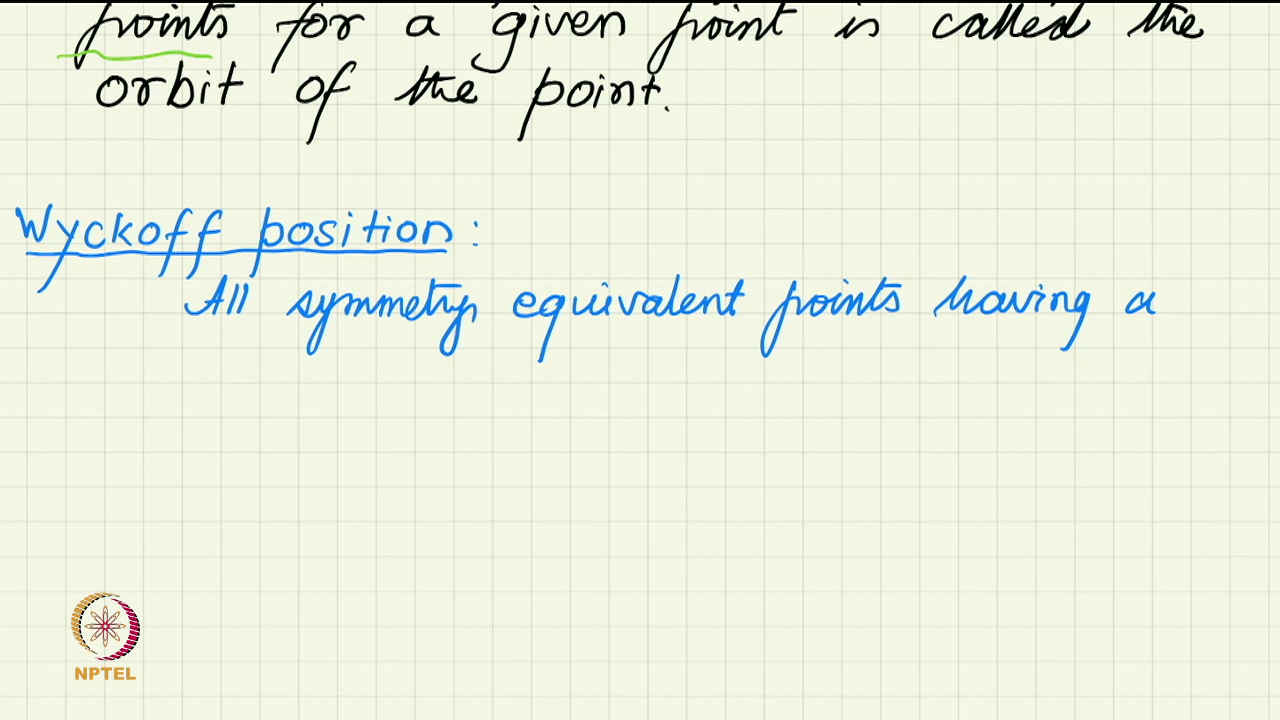 points for a given point is called the
orbit of the point.
Wyckoff position:
All symmetry equivalent points having a
NPTEL